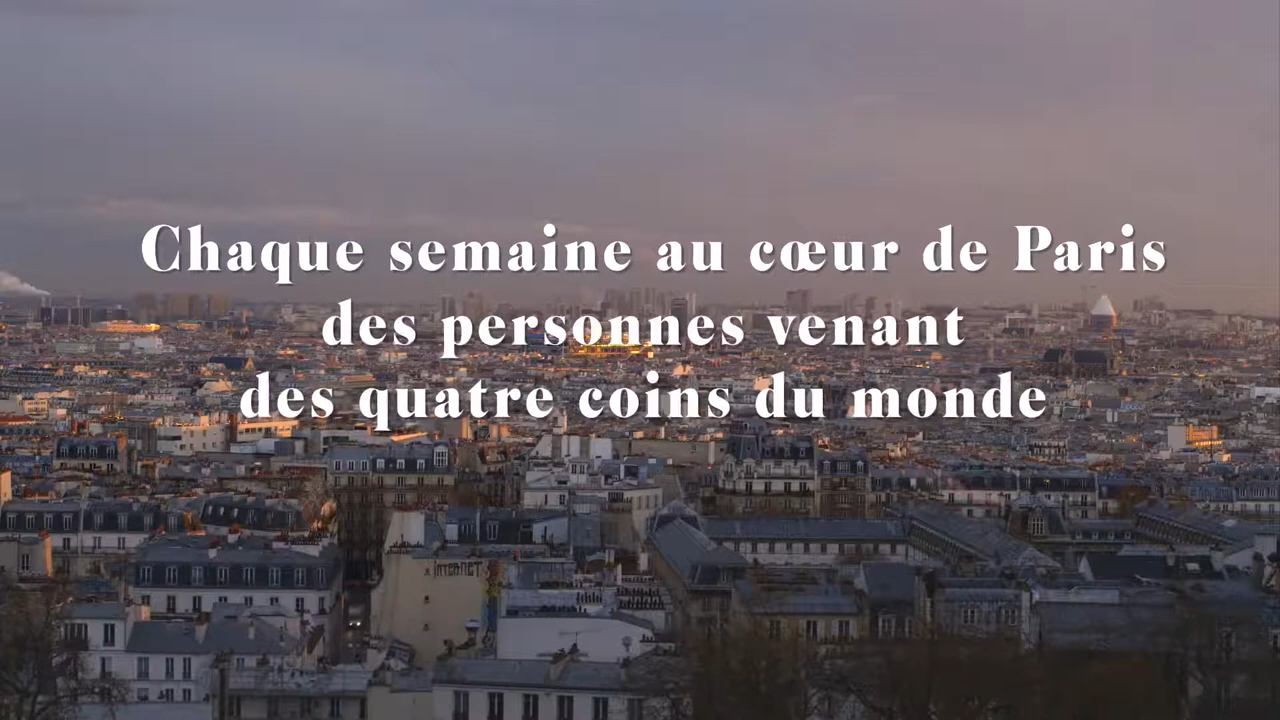 Chaque semaine au cœur de Paris
des personnes venant
des quatre coins du monde
INTERNET